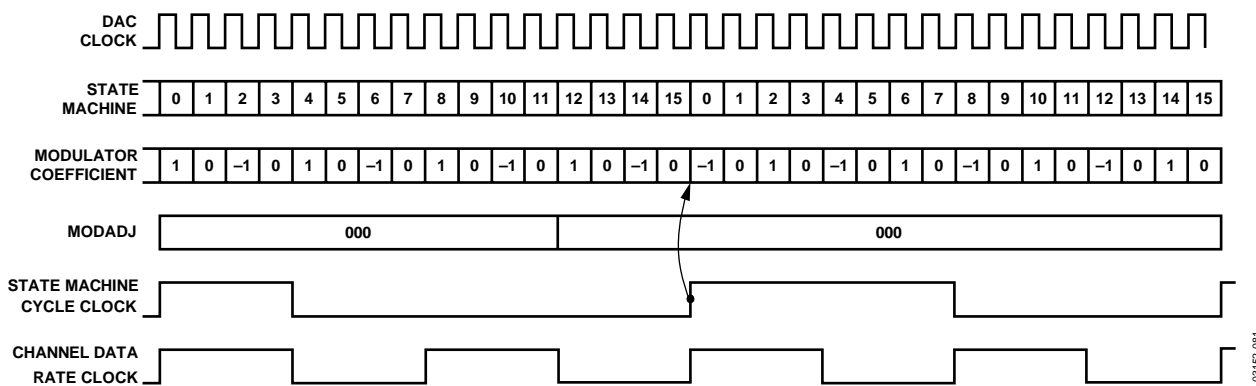 DAC
CLOCK
STATE
MACHINE
0 1 2 3 4 5 6 7 8 9 10 11 12 13 14 15 0 1 2 3 4 5 6 7 8 9 10 11 12 13 14 15
MODULATOR
COEFFICIENT
1 0 –1 0 1 0 –1 0 1 0 –1 0 1 0 –1 0 –1 0 1 0 –1 0 1 0 –1 0 1 0 –1 0 1 0
MODADJ
000 000
STATE MACHINE
CYCLE CLOCK
CHANNEL DATA
RATE CLOCK